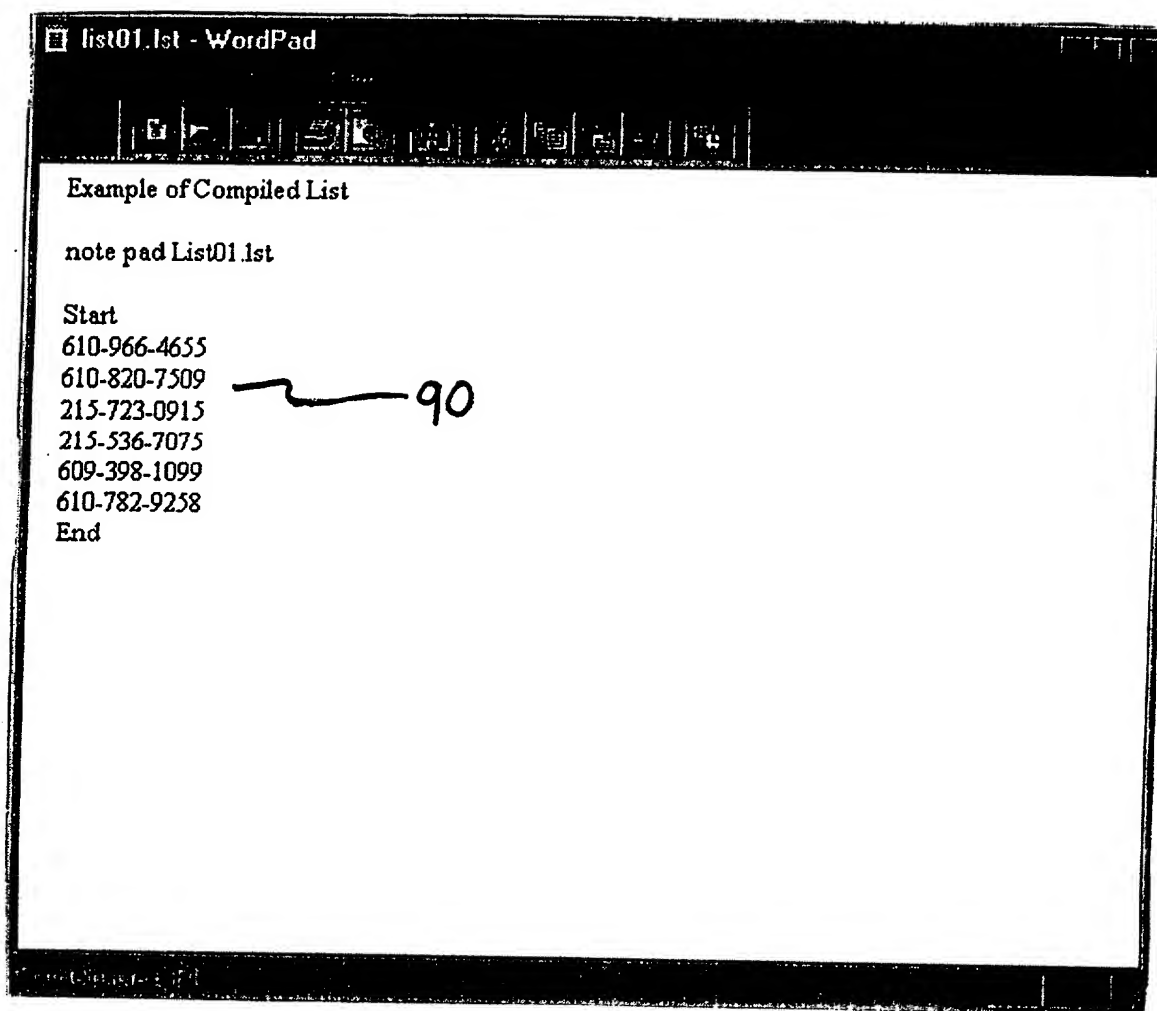 list01.lst - WordPad
Example of Compiled List
note pad List01.lst
Start
610-966-4655
610-820-7509
90
215-723-0915
215-536-7075
609-398-1099
610-782-9258
End